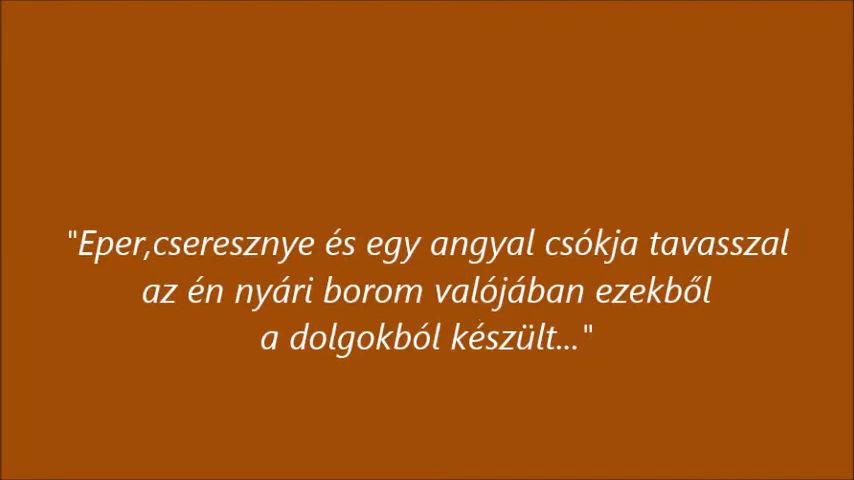 "Eper,cseresznye és egy angyal csókja tavasszal
az én nyári borom valójában ezekből
a dolgokból készült..."